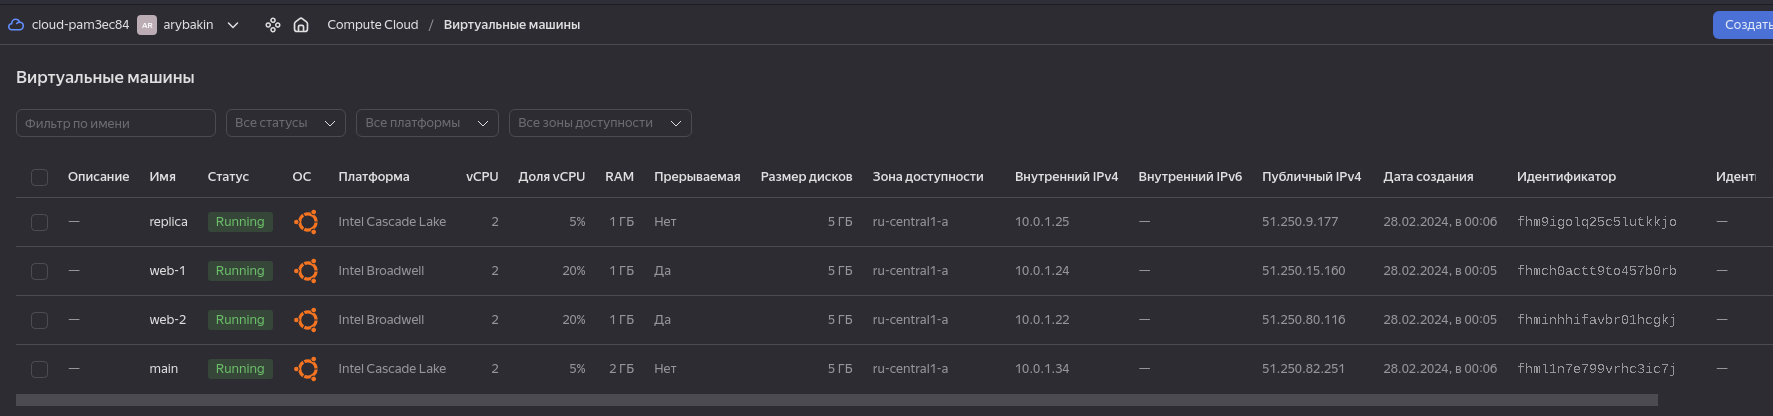 cloud-pam3ec84 AR arybakin Compute Cloud / Виртуальные машины Создать
Виртуальные машины
Фильтр по имени Все статусы Все платформы Все зоны доступности
Описание Имя Статус ОС Платформа vCPU Доля vCPU RAM Прерываемая Размер дисков Зона доступности Внутренний IPv4 Внутренний IPv6 Публичный IPv4 Дата создания Идентификатор Идент
— replica Running Intel Cascade Lake 2 5% 1 ГБ Нет 5 ГБ ru-central1-a 10.0.1.25 — 51.250.9.177 28.02.2024, в 00:06 fhm9igolq25c5lutkkjo —
— web-1 Running Intel Broadwell 2 20% 1 ГБ Да 5 ГБ ru-central1-a 10.0.1.24 — 51.250.15.160 28.02.2024, в 00:05 fhmch0actt9to457b0rb —
— web-2 Running Intel Broadwell 2 20% 1 ГБ Да 5 ГБ ru-central1-a 10.0.1.22 — 51.250.80.116 28.02.2024, в 00:05 fhminhhifavbr01hcgkj —
— main Running Intel Cascade Lake 2 5% 2 ГБ Нет 5 ГБ ru-central1-a 10.0.1.34 — 51.250.82.251 28.02.2024, в 00:06 fhml1n7e799vrhc3ic7j —